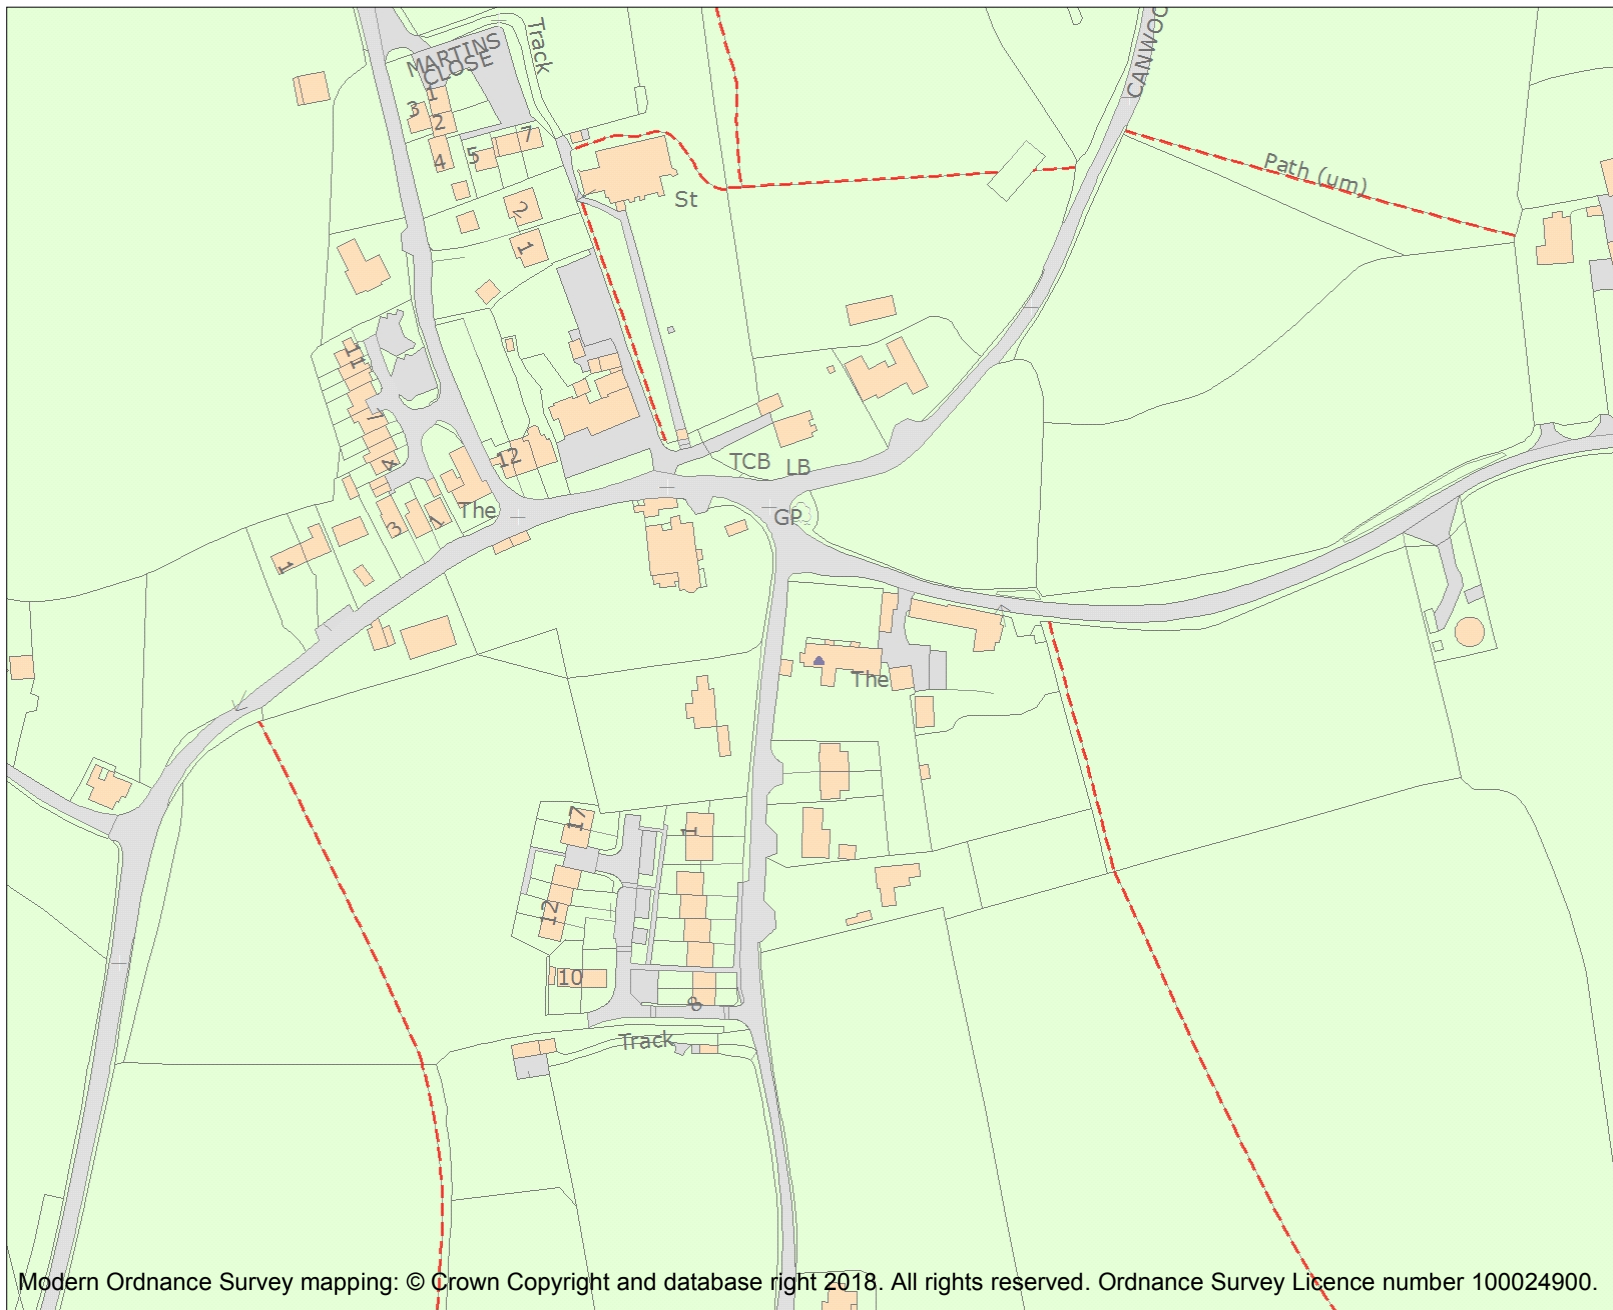 Track
CANWOO
MARTINS
CLOSE
1
3
2
4
5
7
Path (um)
St
2
1
11
7
4
12
TCB
LB
The
GP
3
1
1
The
17
1
12
10
8
Track
Modern Ordnance Survey mapping: © Crown Copyright and database right 2018. All rights reserved. Ordnance Survey Licence number 100024900.